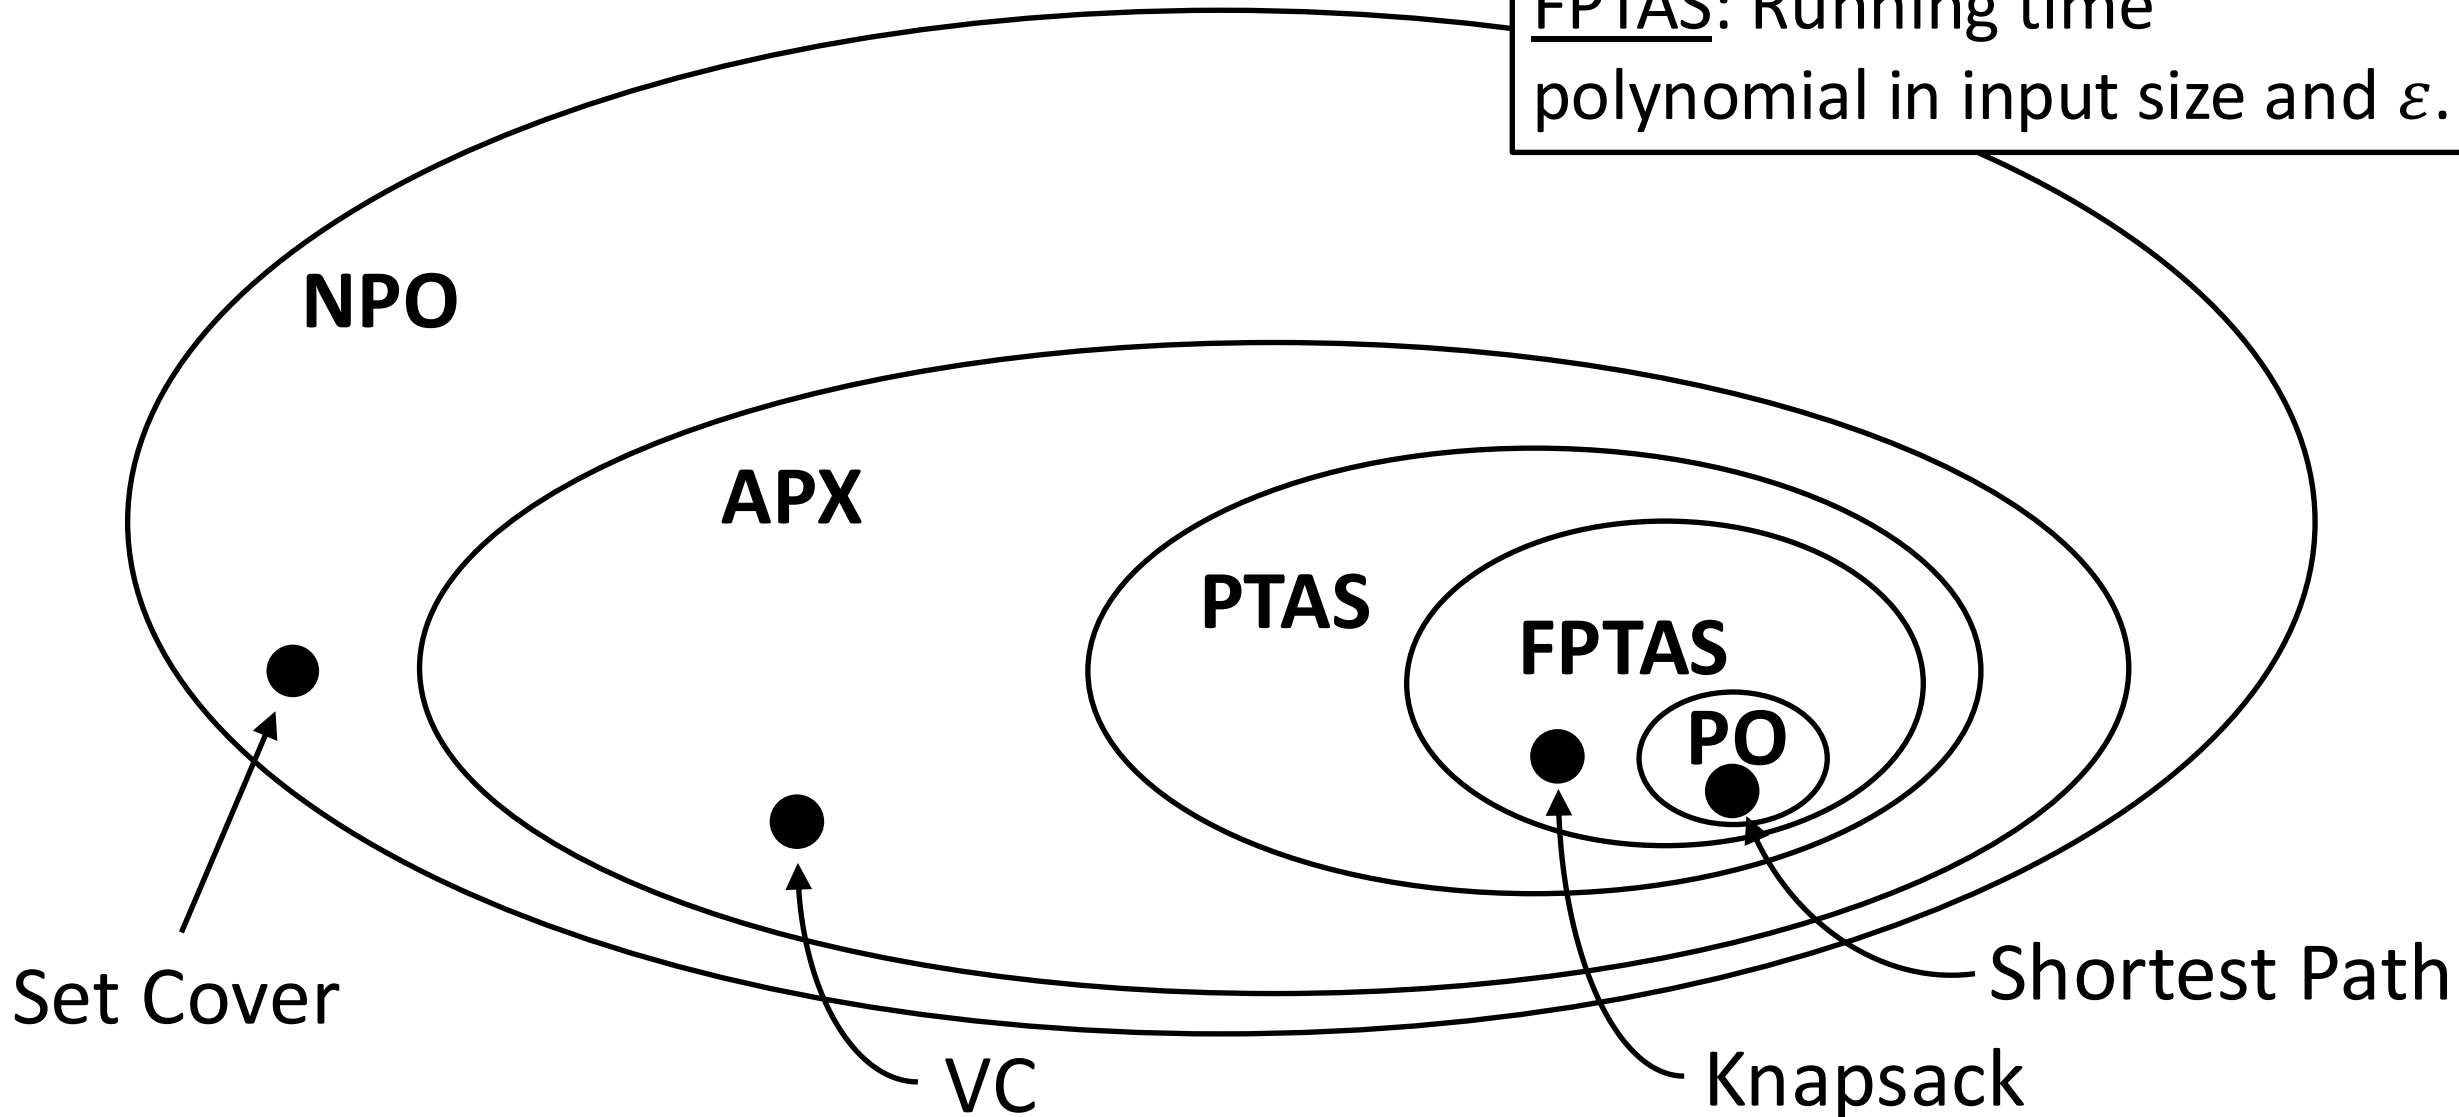 FPTAS: Running time
polynomial in input size and ε.
NPO
APX
PTAS
FPTAS
PO
Set Cover
VC
Knapsack
Shortest Path